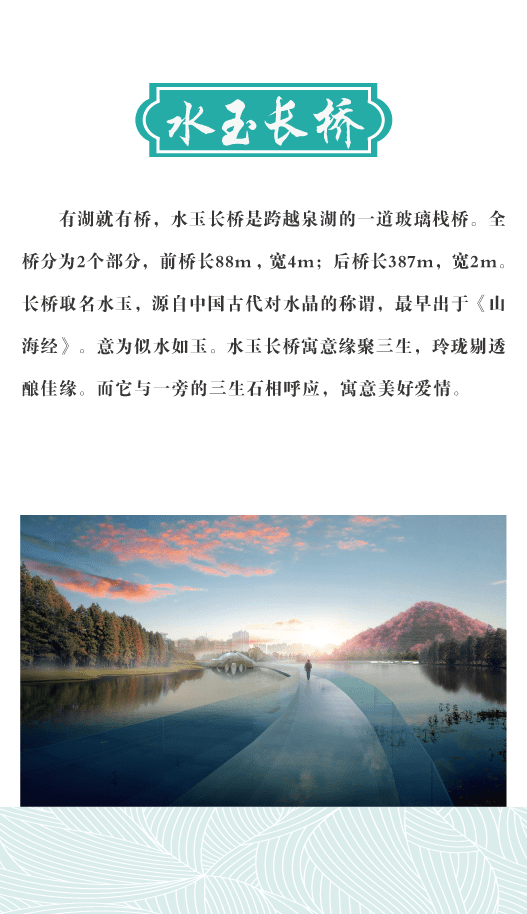 水玉长桥
有湖就有桥，水玉长桥是跨越泉湖的一道玻璃栈桥。全
桥分为2个部分，前桥长88m，宽4m；后桥长387m，宽2m。
长桥取名水玉，源自中国古代对水晶的称谓，最早出于《山
海经》。意为似水如玉。水玉长桥寓意缘聚三生，玲珑剔透
酿佳缘。而它与一旁的三生石相呼应，寓意美好爱情。